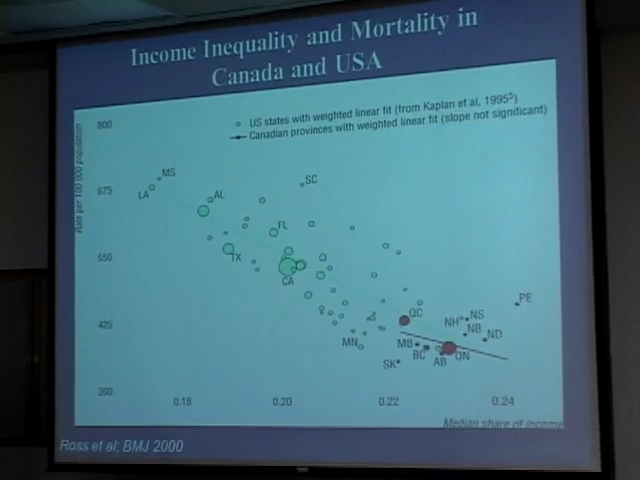 Income Inequality and Mortality in
Canada and USA
US states with weighted linear fit (from Kaplan et al, 1995⁵)
Canadian provinces with weighted linear fit (slope not significant)
Rate per 100 000 population
800
675
550
425
300
MS
LA
AL
SC
FL
TX
CA
MN
QC
PE
NH
NS
NB
ND
MB
BC
AB
ON
SK
0.18
0.20
0.22
0.24
Median share of income
Ross et al; BMJ 2000